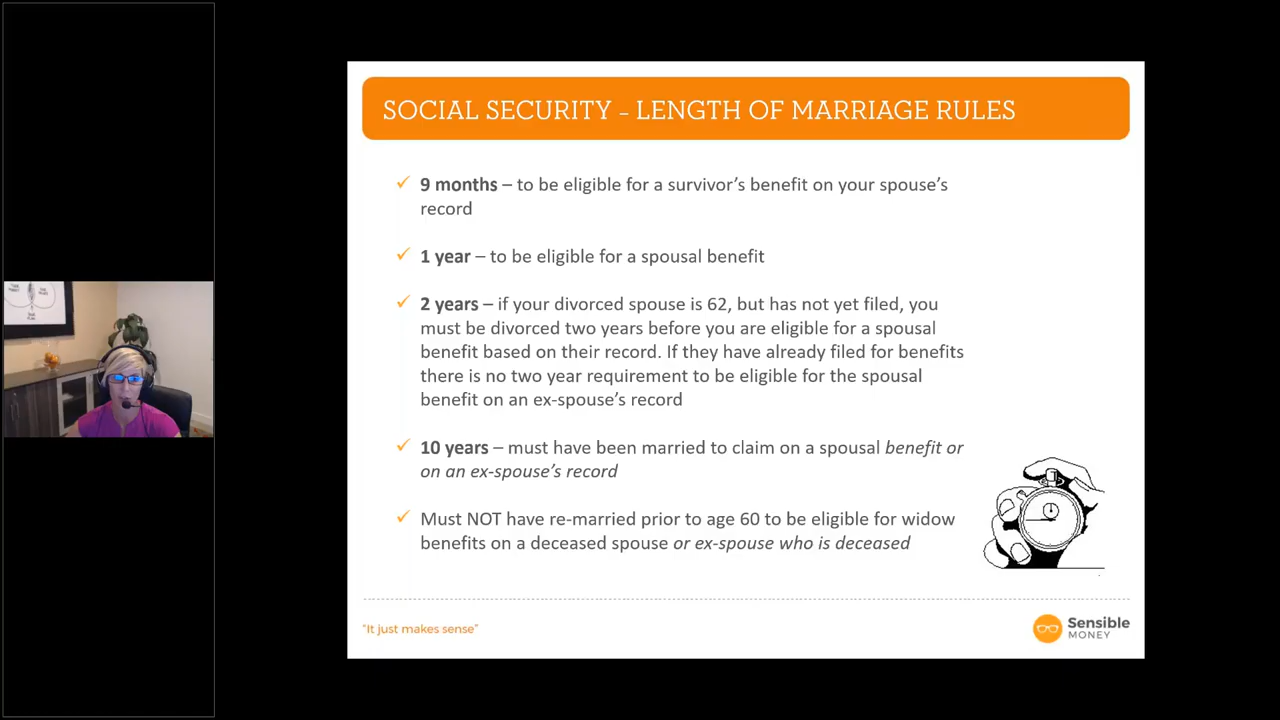 SOCIAL SECURITY – LENGTH OF MARRIAGE RULES
✓ 9 months – to be eligible for a survivor's benefit on your spouse's
record
✓ 1 year – to be eligible for a spousal benefit
✓ 2 years – if your divorced spouse is 62, but has not yet filed, you
must be divorced two years before you are eligible for a spousal
benefit based on their record. If they have already filed for benefits
there is no two year requirement to be eligible for the spousal
benefit on an ex-spouse's record
✓ 10 years – must have been married to claim on a spousal benefit or
on an ex-spouse's record
✓ Must NOT have re-married prior to age 60 to be eligible for widow
benefits on a deceased spouse or ex-spouse who is deceased
"It just makes sense"
Sensible
MONEY